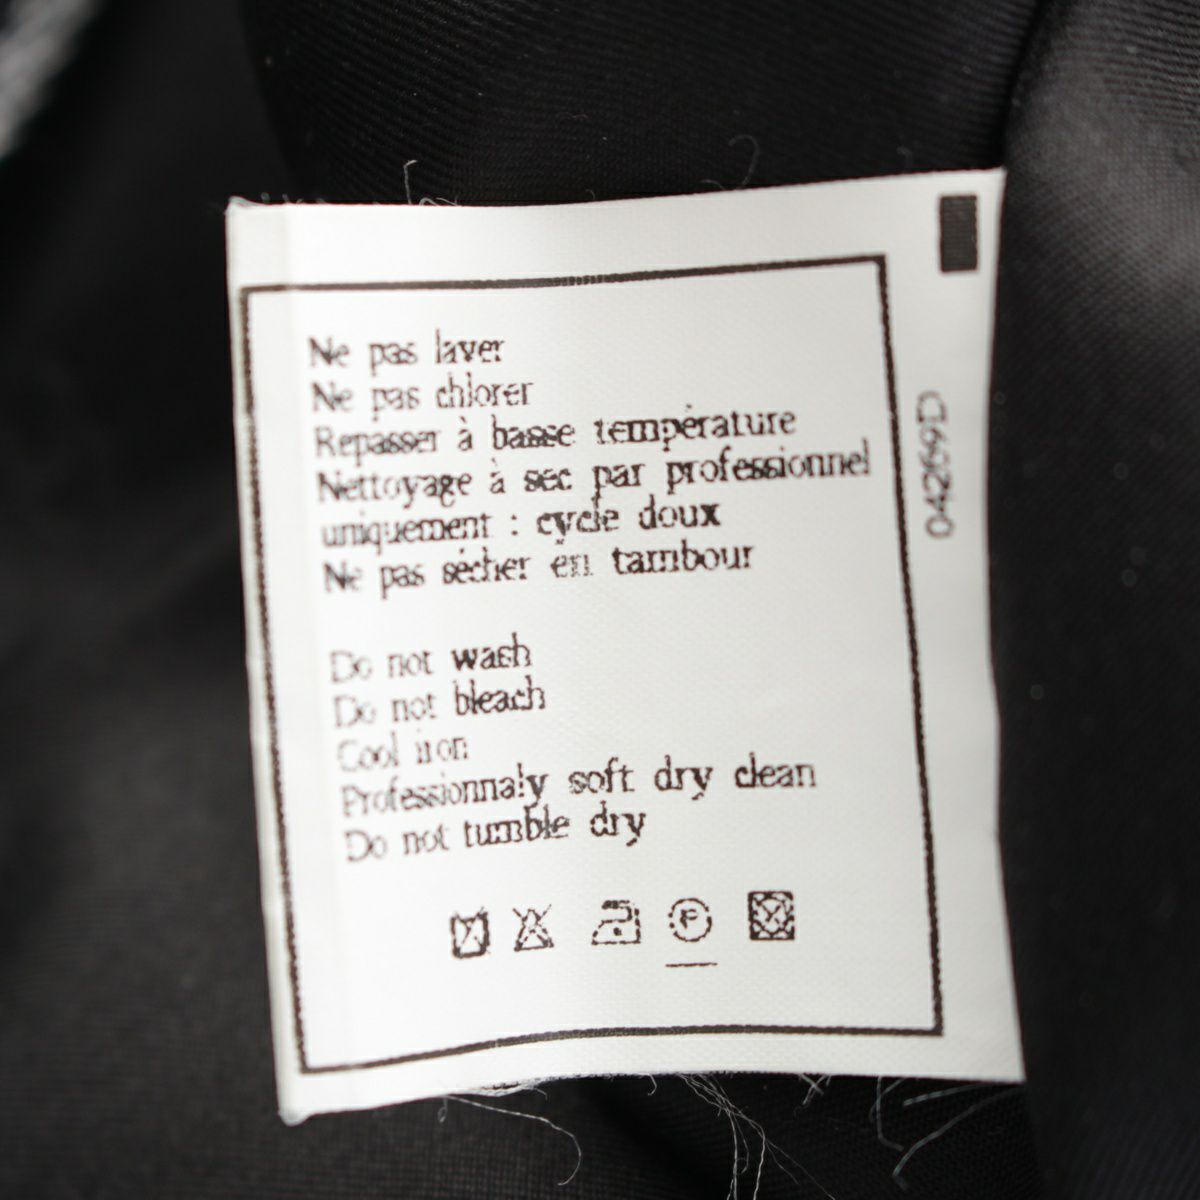 Ne pas laver
Ne pas chlorer
Repasser à basse température
Nettoyage à sec par professionnel
uniquement : cycle doux
Ne pas sécher en tambour
Do not wash
Do not bleach
Cool iron
Professionnaly soft dry clean
Do not tumble dry
P
04269D